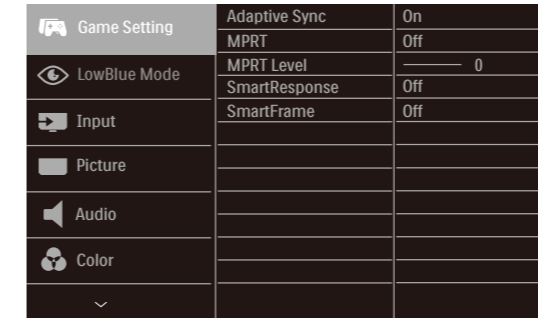 Game Setting
LowBlue Mode
Input
Picture
Audio
Color
Adaptive Sync On
MPRT Off
MPRT Level 0
SmartResponse Off
SmartFrame Off